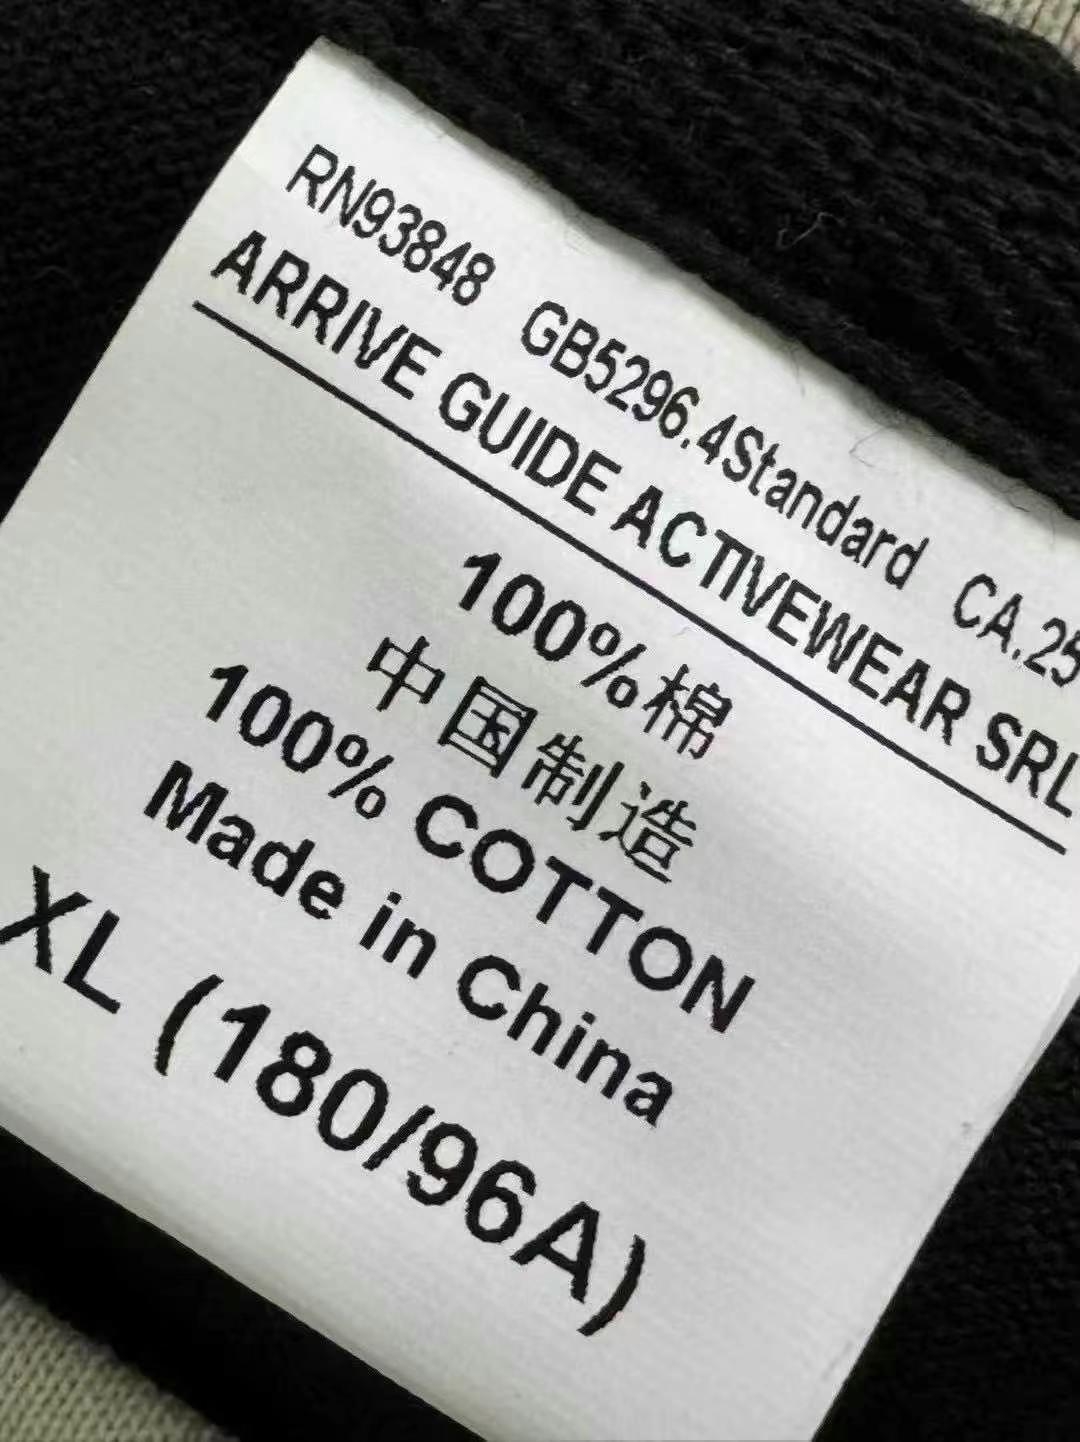 RN93848 GB5296.4Standard CA.25
ARRIVE GUIDE ACTIVEWEAR SRL
100%棉
中国制造
100% COTTON
Made in China
XL (180/96A)